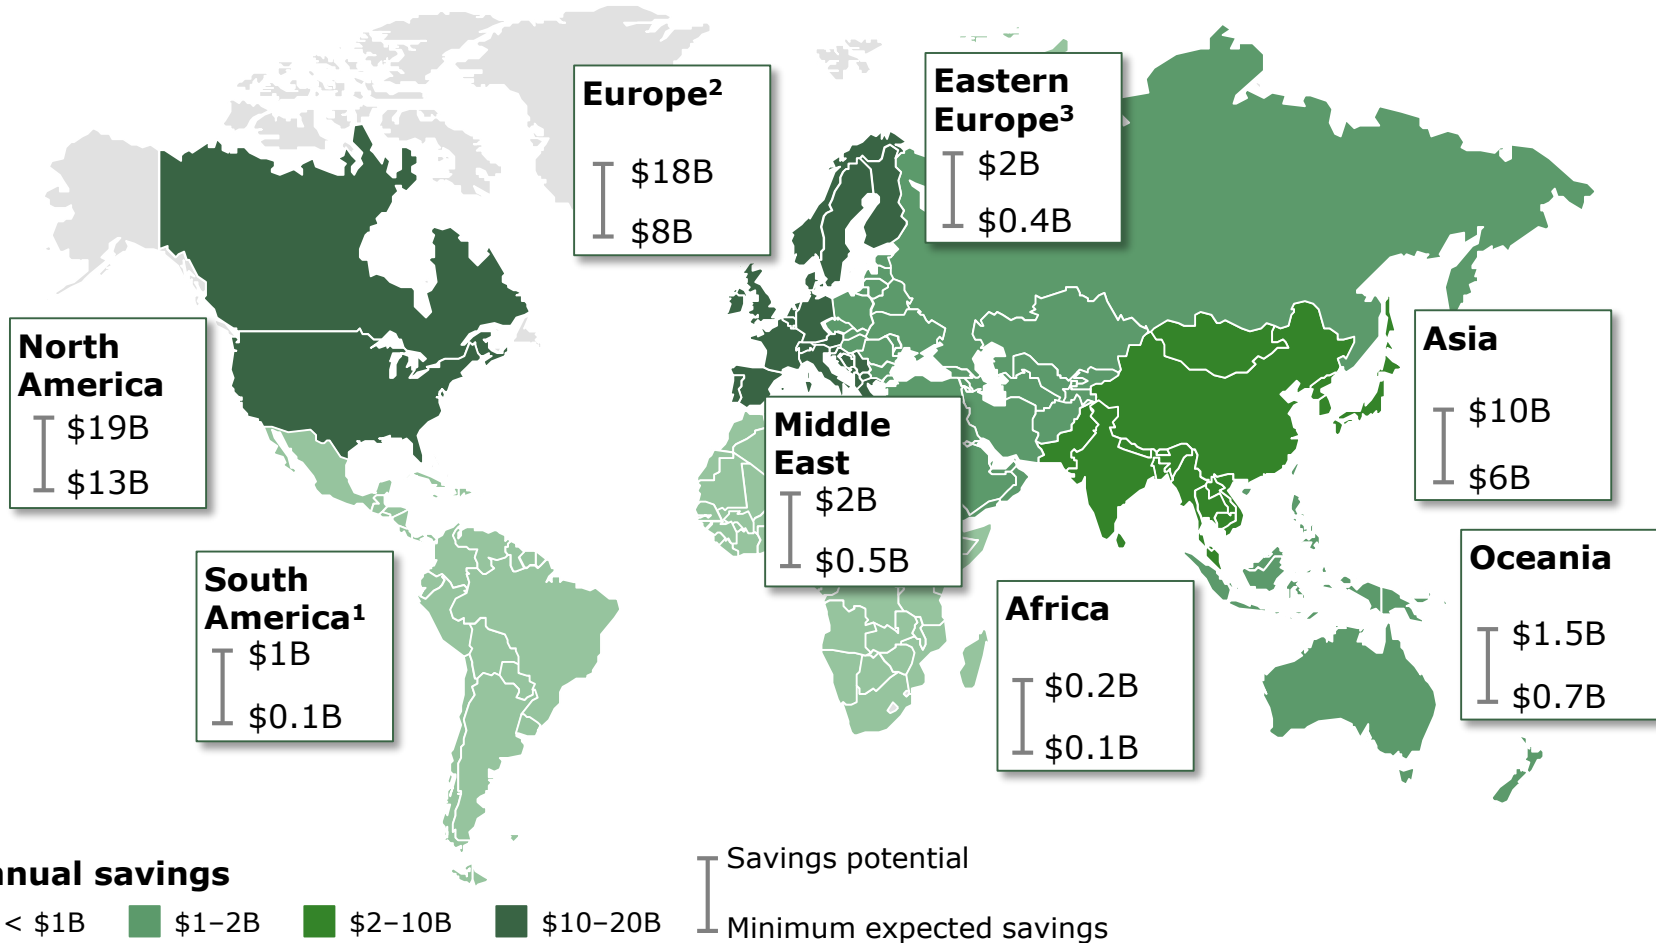 Europe²
$18B
$8B
Eastern
Europe³
$2B
$0.4B
North
America
$19B
$13B
Asia
$10B
$6B
Middle
East
$2B
$0.5B
South
America¹
$1B
$0.1B
Africa
$0.2B
$0.1B
Oceania
$1.5B
$0.7B
nnual savings
< $1B
$1–2B
$2–10B
$10–20B
Savings potential
Minimum expected savings